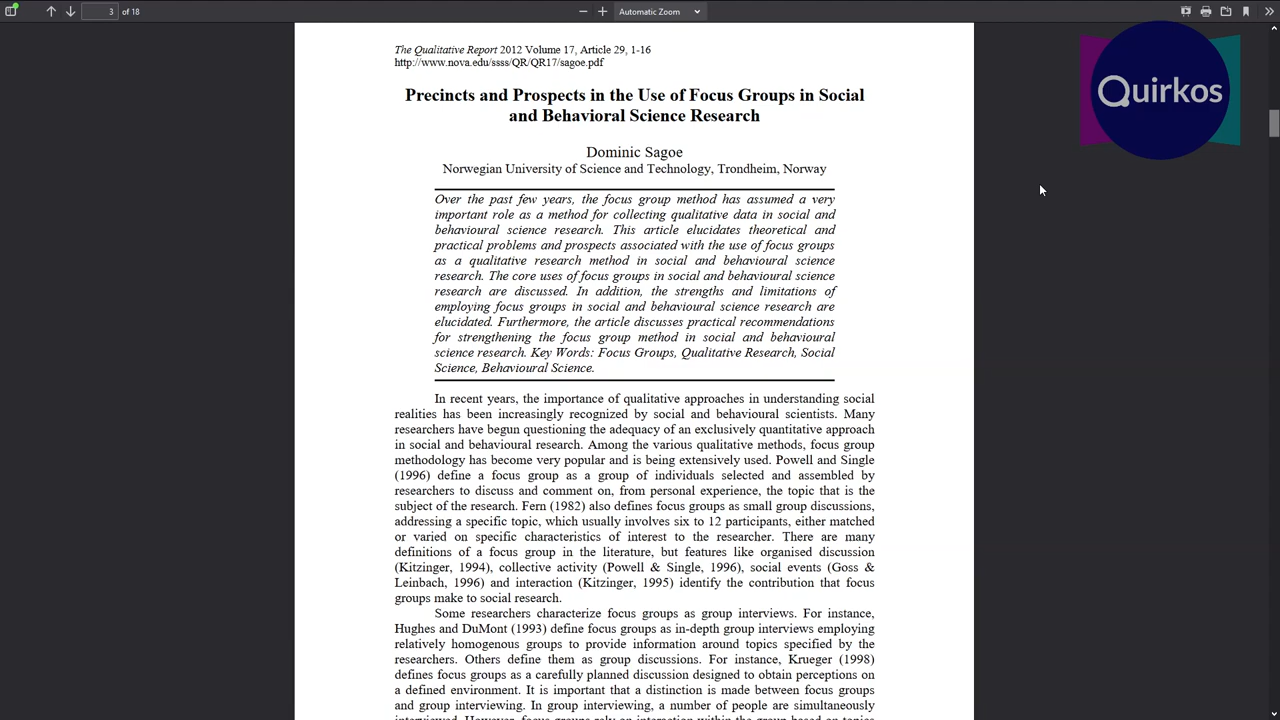 3 of 18
Automatic Zoom
Quirkos
The Qualitative Report 2012 Volume 17, Article 29, 1-16
http://www.nova.edu/ssss/QR/QR17/sagoe.pdf
Precincts and Prospects in the Use of Focus Groups in Social
and Behavioral Science Research
Dominic Sagoe
Norwegian University of Science and Technology, Trondheim, Norway
Over the past few years, the focus group method has assumed a very
important role as a method for collecting qualitative data in social and
behavioural science research. This article elucidates theoretical and
practical problems and prospects associated with the use of focus groups
as a qualitative research method in social and behavioural science
research. The core uses of focus groups in social and behavioural science
research are discussed. In addition, the strengths and limitations of
employing focus groups in social and behavioural science research are
elucidated. Furthermore, the article discusses practical recommendations
for strengthening the focus group method in social and behavioural
science research. Key Words: Focus Groups, Qualitative Research, Social
Science, Behavioural Science.
In recent years, the importance of qualitative approaches in understanding social
realities has been increasingly recognized by social and behavioural scientists. Many
researchers have begun questioning the adequacy of an exclusively quantitative approach
in social and behavioural research. Among the various qualitative methods, focus group
methodology has become very popular and is being extensively used. Powell and Single
(1996) define a focus group as a group of individuals selected and assembled by
researchers to discuss and comment on, from personal experience, the topic that is the
subject of the research. Fern (1982) also defines focus groups as small group discussions,
addressing a specific topic, which usually involves six to 12 participants, either matched
or varied on specific characteristics of interest to the researcher. There are many
definitions of a focus group in the literature, but features like organised discussion
(Kitzinger, 1994), collective activity (Powell & Single, 1996), social events (Goss &
Leinbach, 1996) and interaction (Kitzinger, 1995) identify the contribution that focus
groups make to social research.
Some researchers characterize focus groups as group interviews. For instance,
Hughes and DuMont (1993) define focus groups as in-depth group interviews employing
relatively homogenous groups to provide information around topics specified by the
researchers. Others define them as group discussions. For instance, Krueger (1998)
defines focus groups as a carefully planned discussion designed to obtain perceptions on
a defined environment. It is important that a distinction is made between focus groups
and group interviewing. In group interviewing, a number of people are simultaneously
interviewed. However, focus groups rely on interaction within the group based on topics